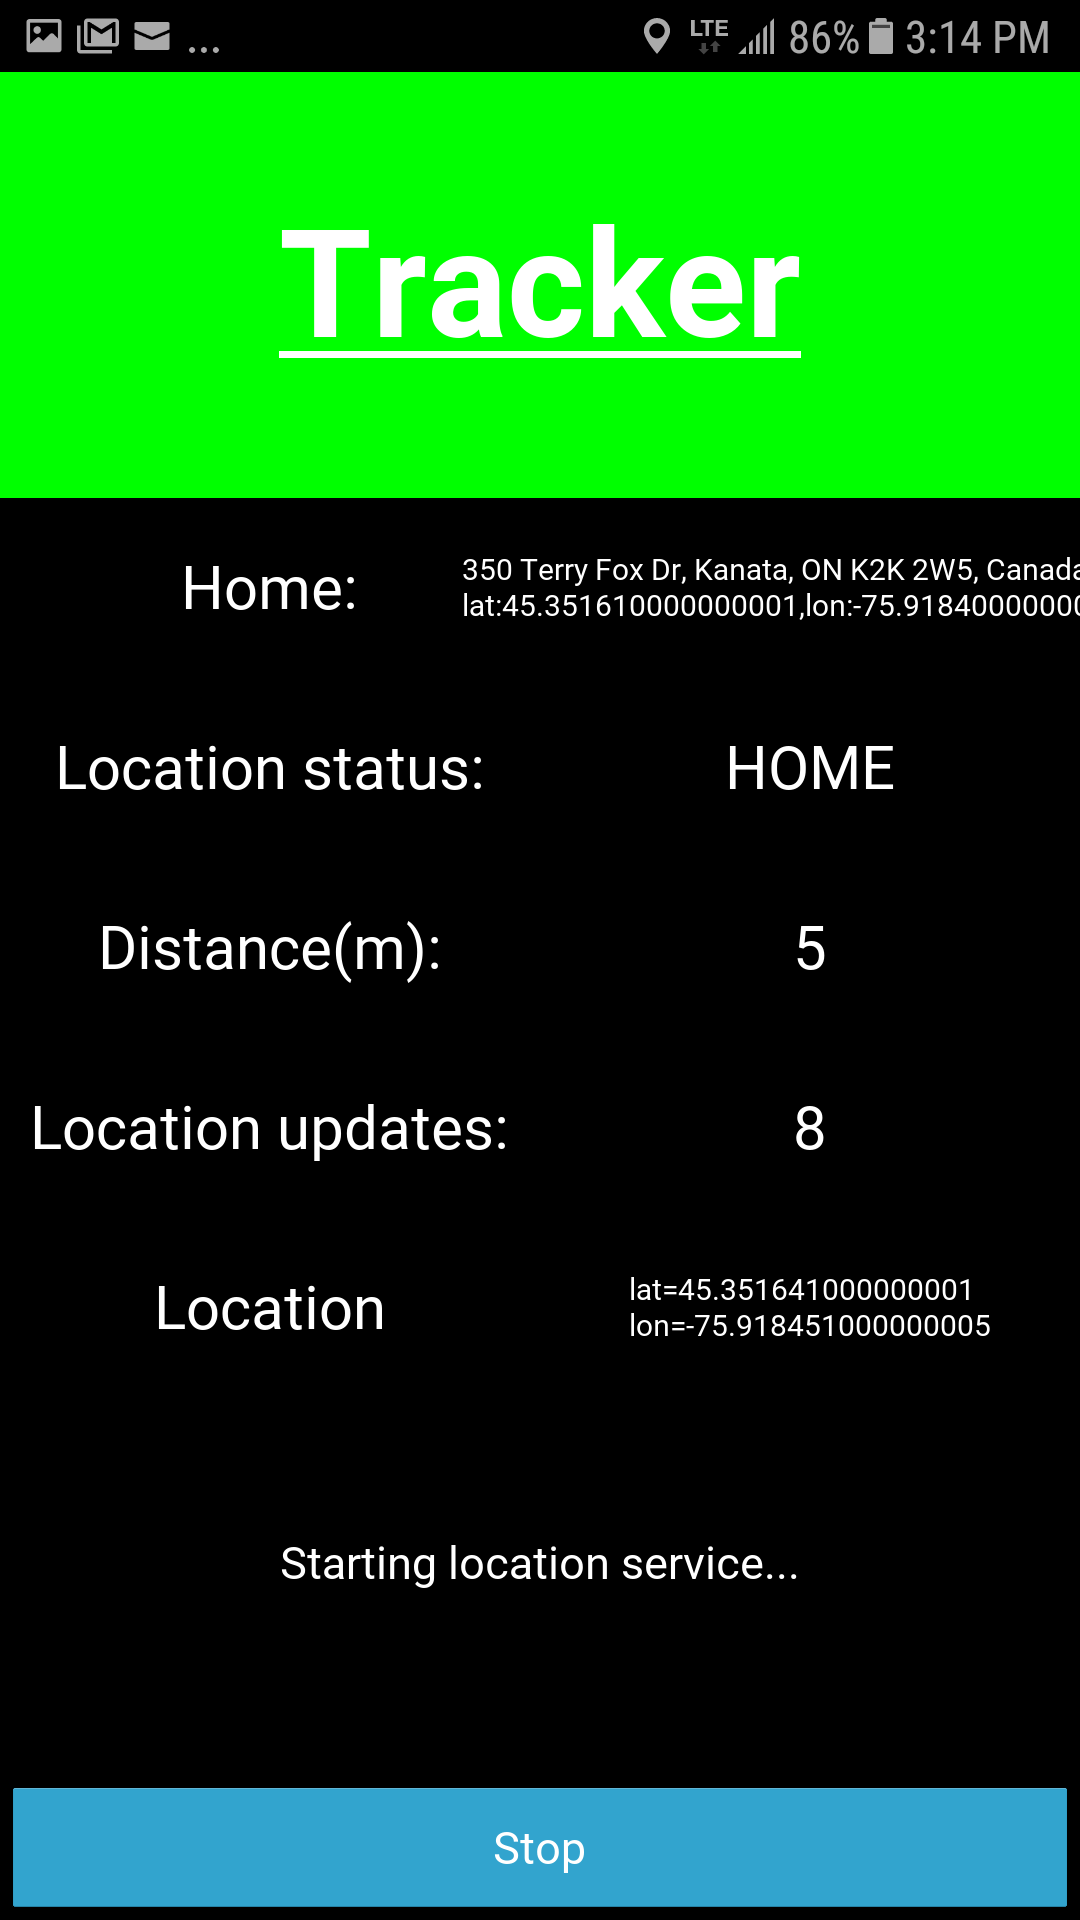 ... LTE 86% 3:14 PM
Tracker
Home:
350 Terry Fox Dr, Kanata, ON K2K 2W5, Canada
lat:45.351610000000001,lon:-75.91840000000
Location status: HOME
Distance(m): 5
Location updates: 8
Location
lat=45.351641000000001
lon=-75.918451000000005
Starting location service...
Stop